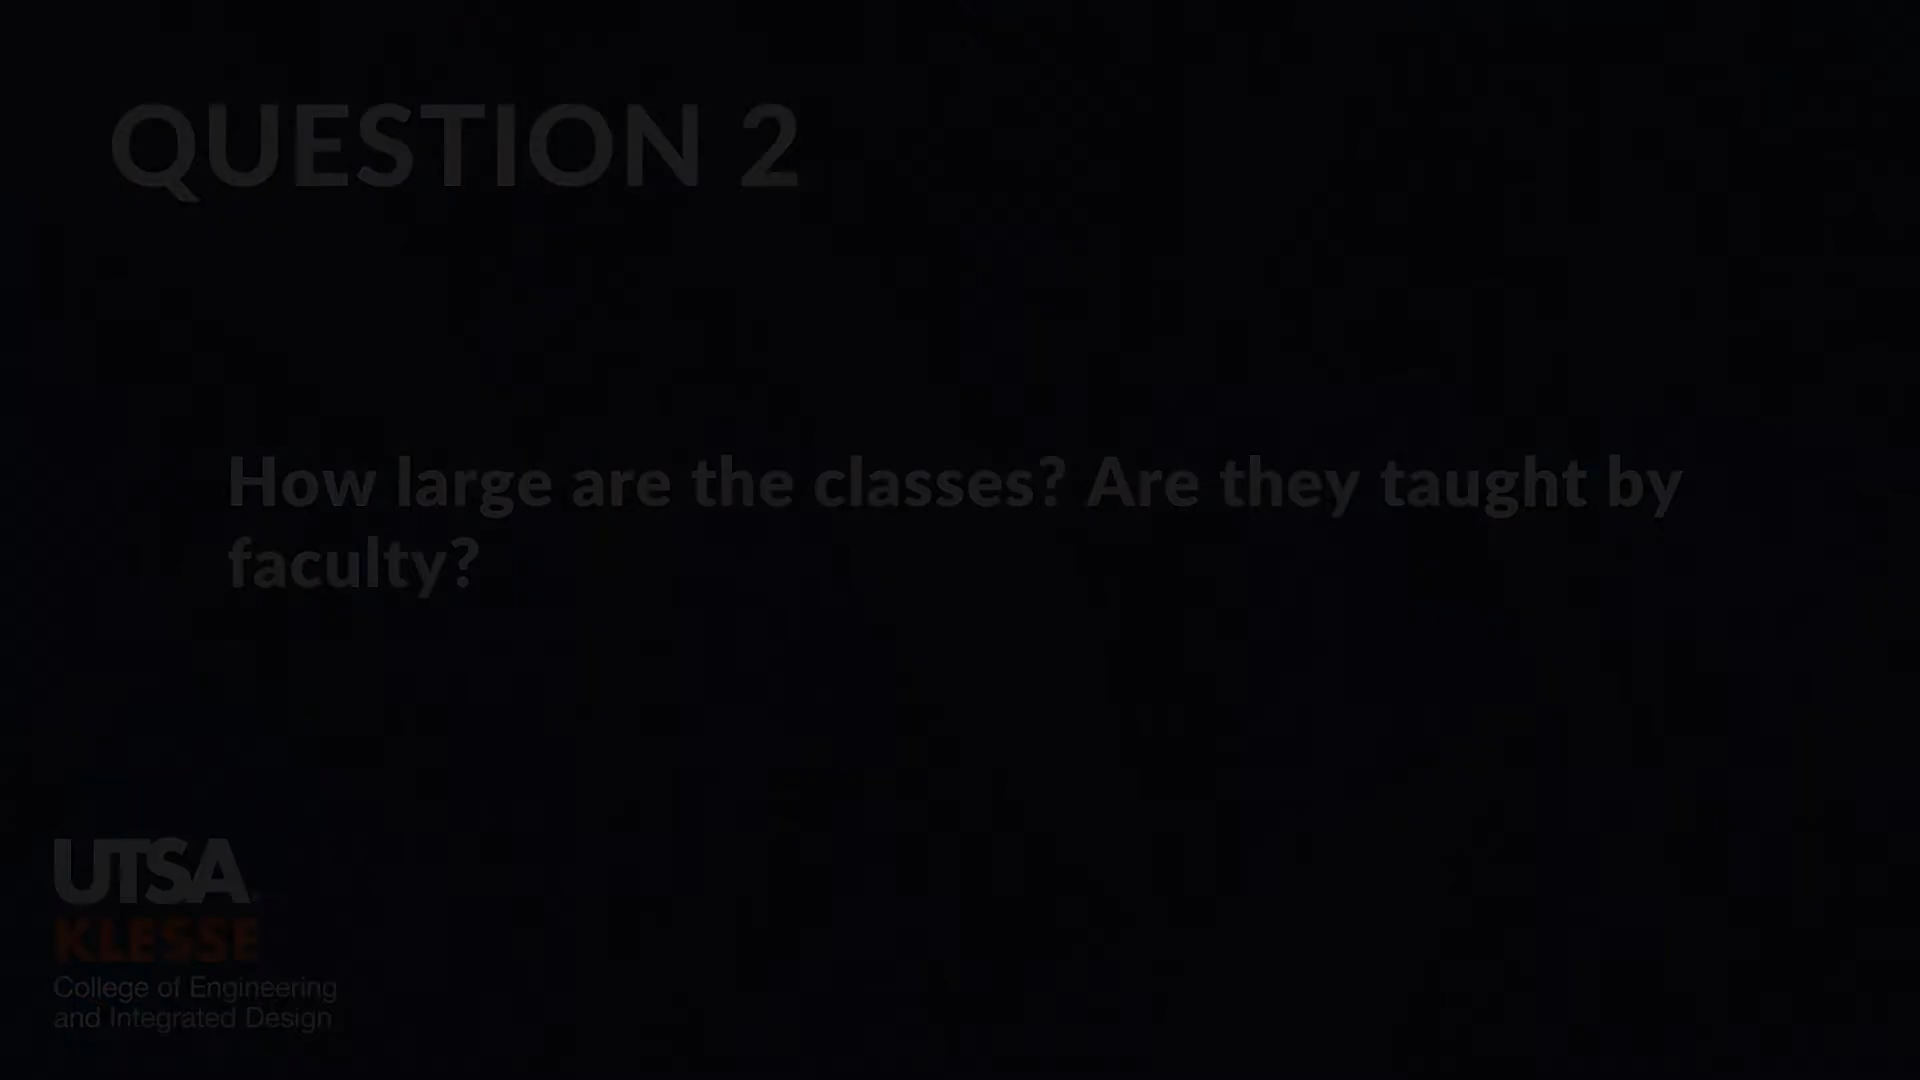 QUESTION 2
How large are the classes? Are they taught by
faculty?
UTSA
KLESSE
College of Engineering
and Integrated Design